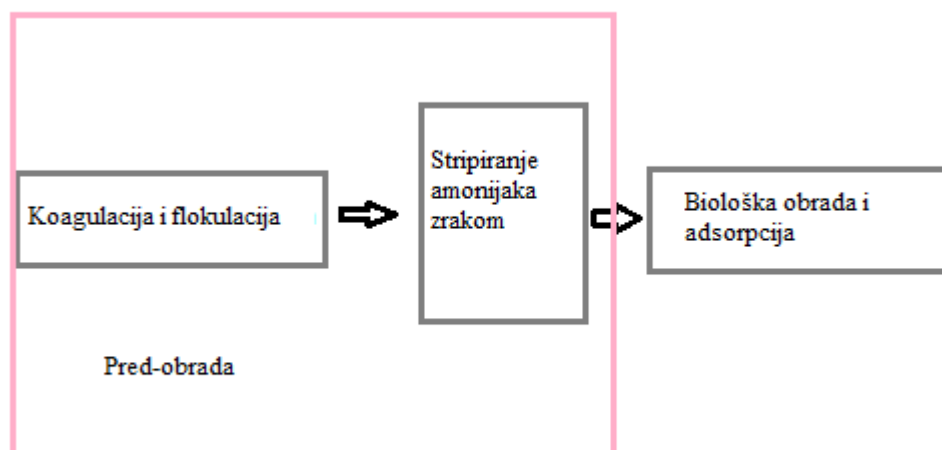 Koagulacija i flokulacija
Stripiranje
amonijaka
zrakom
Biološka obrada i
adsorpcija
Pred-obrada